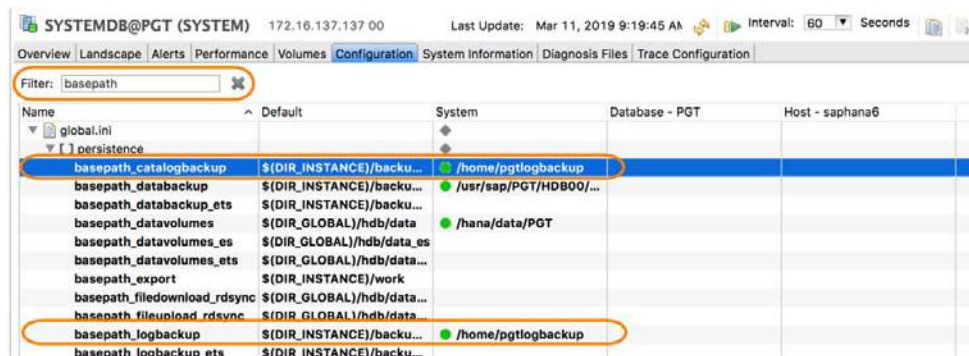 SYSTEMDB@PGT (SYSTEM) 172.16.137.137 00 Last Update: Mar 11, 2019 9:19:45 AM Interval: 60 Seconds
Overview Landscape Alerts Performance Volumes Configuration System Information Diagnosis Files Trace Configuration
Filter: basepath
Name Default System Database - PGT Host - saphana6
global.ini
[ ] persistence
basepath_catalogbackup $(DIR_INSTANCE)/backu... /home/pgtlogbackup
basepath_databackup $(DIR_INSTANCE)/backu... /usr/sap/PGT/HDB00/...
basepath_databackup_ets $(DIR_INSTANCE)/backu...
basepath_datavolumes $(DIR_GLOBAL)/hdb/data /hana/data/PGT
basepath_datavolumes_es $(DIR_GLOBAL)/hdb/data_es
basepath_datavolumes_ets $(DIR_GLOBAL)/hdb/data...
basepath_export $(DIR_INSTANCE)/work
basepath_filedownload_rdsync $(DIR_GLOBAL)/hdb/data...
basepath_fileupload_rdsync $(DIR_GLOBAL)/hdb/data...
basepath_logbackup $(DIR_INSTANCE)/backu... /home/pgtlogbackup
basepath_logbackup_ets $(DIR_INSTANCE)/backu...